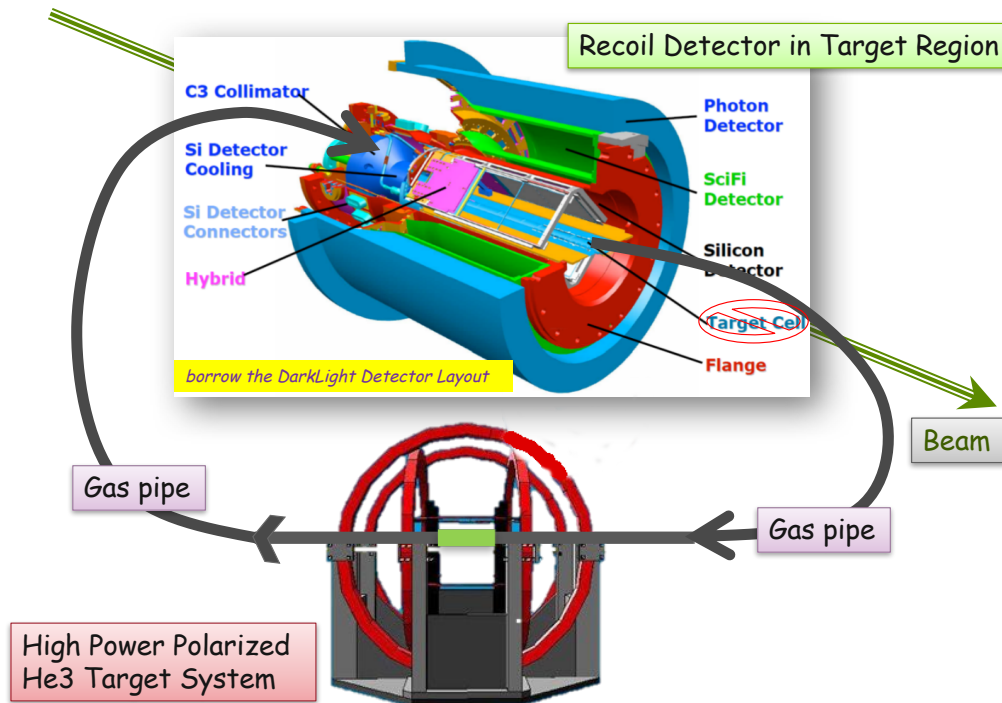 Recoil Detector in Target Region
C3 Collimator
Si Detector
Cooling
Si Detector
Connectors
Hybrid
Photon
Detector
SciFi
Detector
Silicon
Detector
Target Cell
Flange
borrow the DarkLight Detector Layout
Beam
Gas pipe
Gas pipe
High Power Polarized
He3 Target System